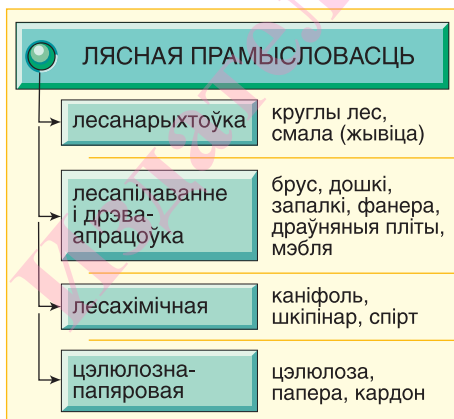 ЛЯСНАЯ ПРАМЫСЛОВАСЦЬ
лесанарыхтоўка
круглы лес,
смала (жывіца)
лесапілаванне
і дрэва-
апрацоўка
брус, дошкі,
запалкі, фанера,
драўняныя пліты,
мэбля
лесахімічная
каніфоль,
шкіпінар, спірт
цэлюлозна-
папяровая
цэлюлоза,
папера, кардон